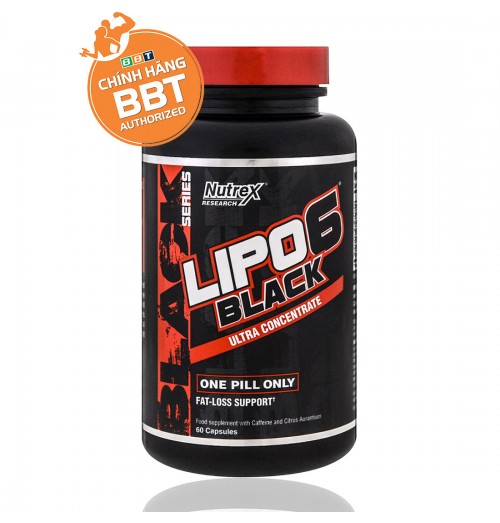 BBT
CHÍNH HÃNG
BBT
AUTHORIZED
BLACK
SERIES
Nutrex
RESEARCH
LIPO6
BLACK
ULTRA CONCENTRATE
ONE PILL ONLY
FAT-LOSS SUPPORT†
Food supplement with Caffeine and Citrus Aurantium
60 Capsules